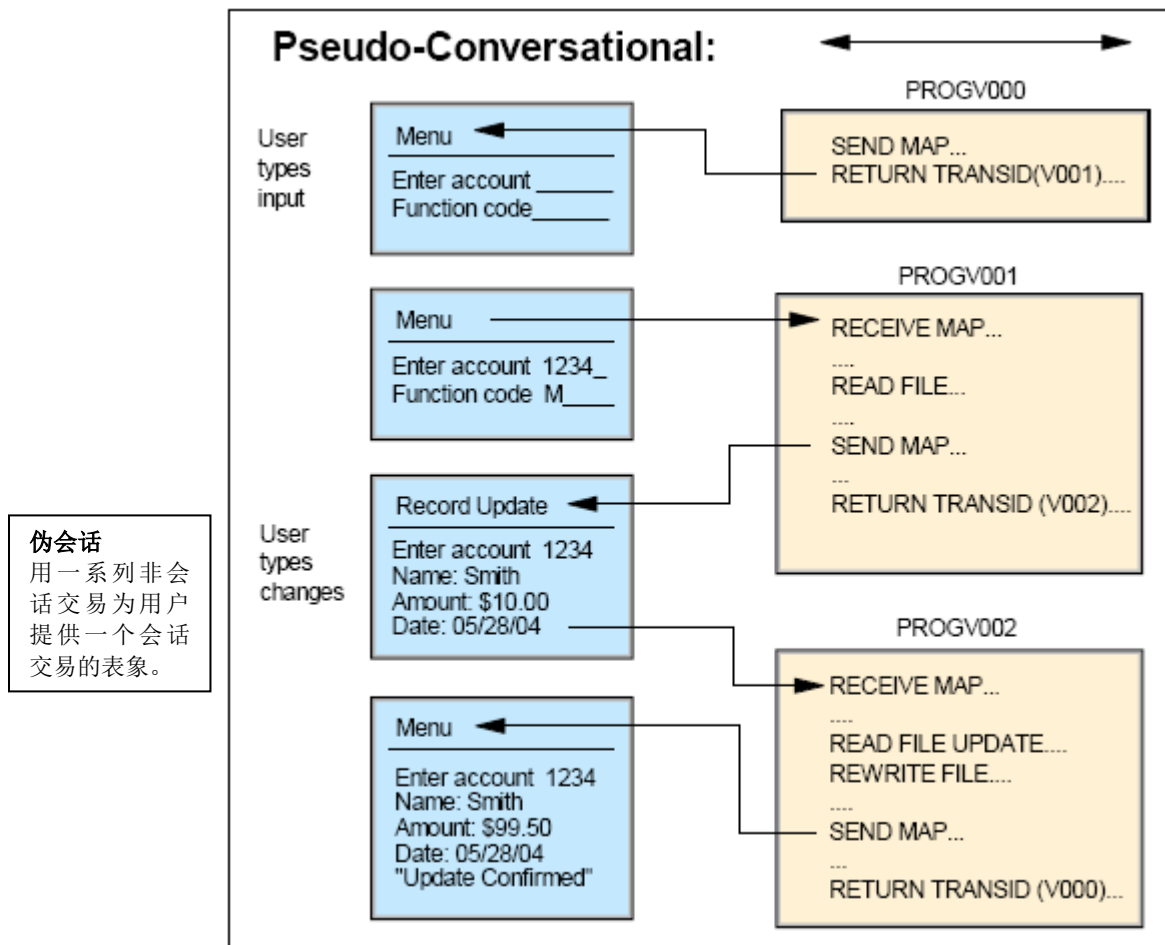 Pseudo-Conversational:
PROGV000
User
types
input
Menu
Enter account ______
Function code______
SEND MAP...
RETURN TRANSID(V001)....
PROGV001
Menu
Enter account 1234_
Function code M____
RECEIVE MAP...
....
READ FILE...
....
SEND MAP...
...
RETURN TRANSID (V002)....
伪会话
用一系列非会
话交易为用户
提供一个会话
交易的表象。
User
types
changes
Record Update
Enter account 1234
Name: Smith
Amount: $10.00
Date: 05/28/04
PROGV002
RECEIVE MAP...
....
READ FILE UPDATE....
REWRITE FILE....
....
SEND MAP...
...
RETURN TRANSID (V000)...
Menu
Enter account 1234
Name: Smith
Amount: $99.50
Date: 05/28/04
"Update Confirmed"